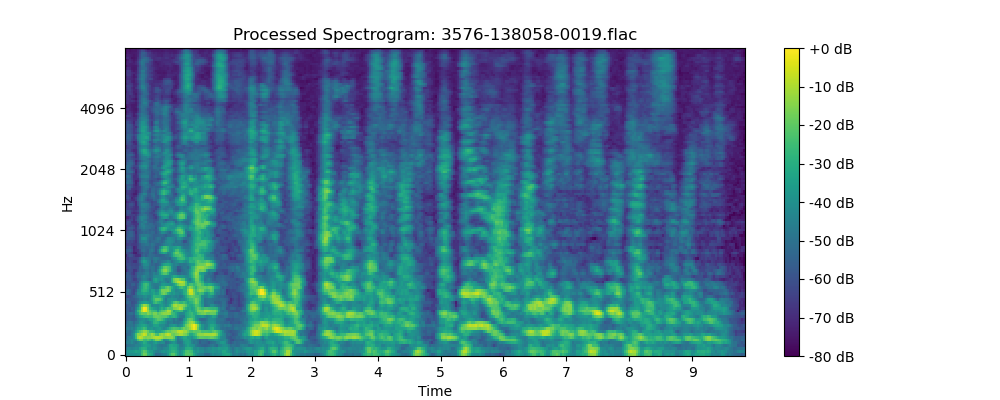 Processed Spectrogram: 3576-138058-0019.flac
+0 dB
4096
-10 dB
-20 dB
2048
-30 dB
Hz
1024
-40 dB
-50 dB
512
-60 dB
-70 dB
0
-80 dB
0 1 2 3 4 5 6 7 8 9
Time